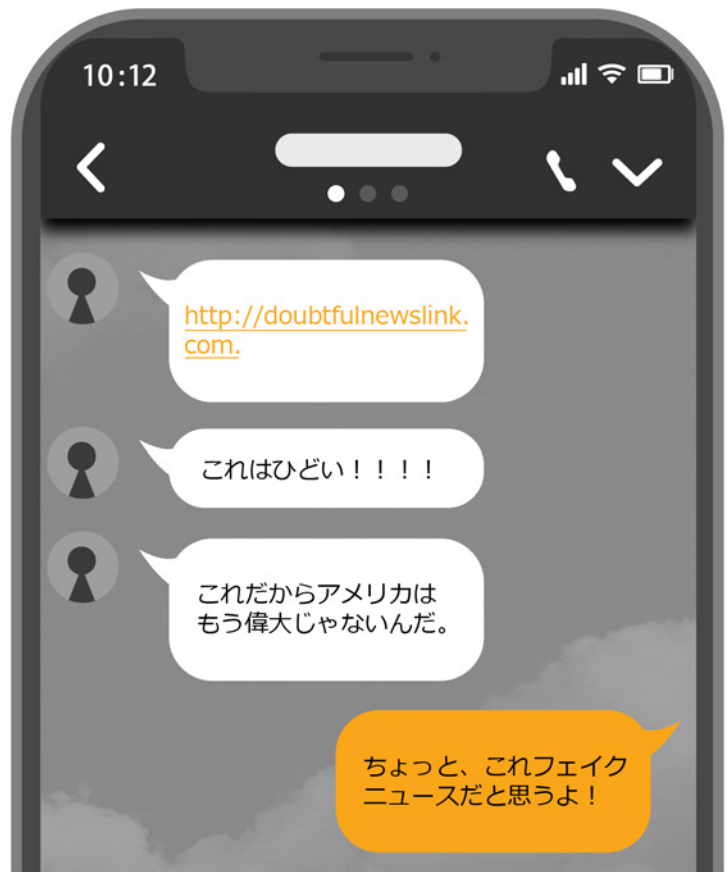 10:12
http://doubtfulnewslink.
com.
これはひどい！！！！
これだからアメリカは
もう偉大じゃないんだ。
ちょっと、これフェイク
ニュースだと思うよ！